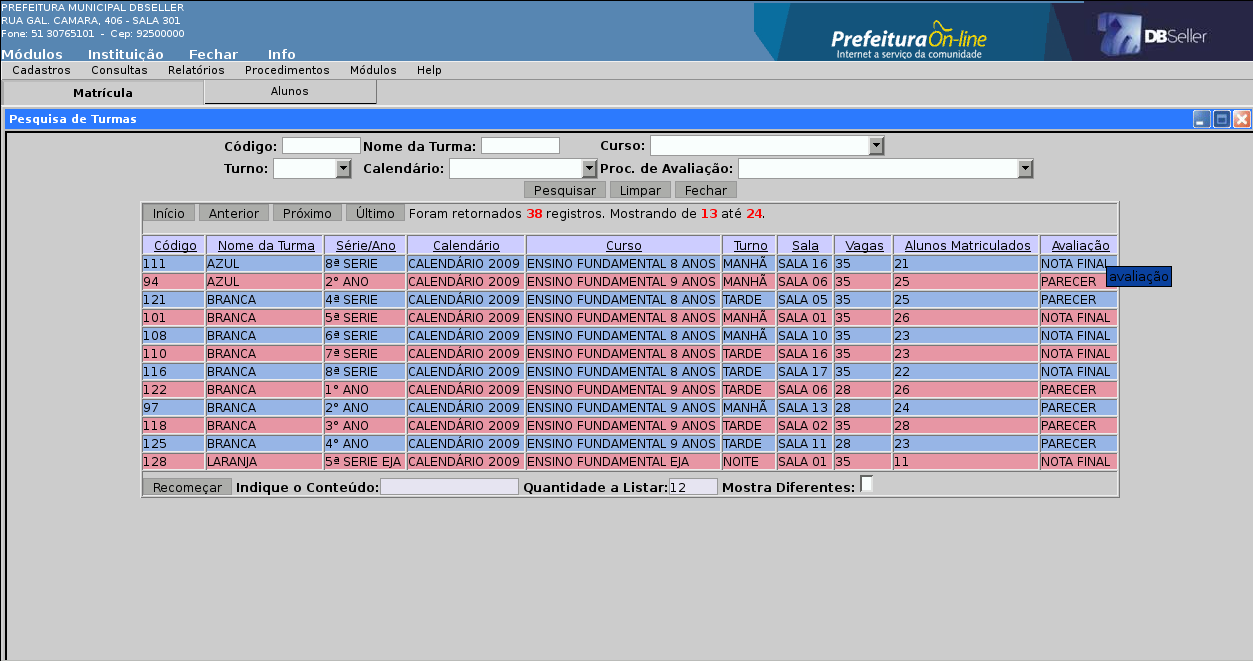 PREFEITURA MUNICIPAL DBSELLER
RUA GAL. CAMARA, 406 - SALA 301
Fone: 51 30765101 - Cep: 92500000
Módulos Instituição Fechar Info
PrefeituraOn-line
Internet a serviço da comunidade
DBSeller
Cadastros Consultas Relatórios Procedimentos Módulos Help
Matrícula Alunos
Pesquisa de Turmas
Código: Nome da Turma: Curso:
Turno: Calendário: Proc. de Avaliação:
Pesquisar Limpar Fechar
Início Anterior Próximo Último Foram retornados 38 registros. Mostrando de 13 até 24.
Código Nome da Turma Série/Ano Calendário Curso Turno Sala Vagas Alunos Matriculados Avaliação
111 AZUL 8ª SERIE CALENDÁRIO 2009 ENSINO FUNDAMENTAL 8 ANOS MANHÃ SALA 16 35 21 NOTA FINAL
avaliação
94 AZUL 2° ANO CALENDÁRIO 2009 ENSINO FUNDAMENTAL 9 ANOS MANHÃ SALA 06 35 25 PARECER
121 BRANCA 4ª SERIE CALENDÁRIO 2009 ENSINO FUNDAMENTAL 8 ANOS TARDE SALA 05 35 25 PARECER
101 BRANCA 5ª SERIE CALENDÁRIO 2009 ENSINO FUNDAMENTAL 8 ANOS MANHÃ SALA 01 35 26 NOTA FINAL
108 BRANCA 6ª SERIE CALENDÁRIO 2009 ENSINO FUNDAMENTAL 8 ANOS MANHÃ SALA 10 35 23 NOTA FINAL
110 BRANCA 7ª SERIE CALENDÁRIO 2009 ENSINO FUNDAMENTAL 8 ANOS TARDE SALA 16 35 23 NOTA FINAL
116 BRANCA 8ª SERIE CALENDÁRIO 2009 ENSINO FUNDAMENTAL 8 ANOS TARDE SALA 17 35 22 NOTA FINAL
122 BRANCA 1° ANO CALENDÁRIO 2009 ENSINO FUNDAMENTAL 9 ANOS TARDE SALA 06 28 26 PARECER
97 BRANCA 2° ANO CALENDÁRIO 2009 ENSINO FUNDAMENTAL 9 ANOS MANHÃ SALA 13 28 24 PARECER
118 BRANCA 3° ANO CALENDÁRIO 2009 ENSINO FUNDAMENTAL 9 ANOS TARDE SALA 02 35 28 PARECER
125 BRANCA 4° ANO CALENDÁRIO 2009 ENSINO FUNDAMENTAL 9 ANOS TARDE SALA 11 28 23 PARECER
128 LARANJA 5ª SERIE EJA CALENDÁRIO 2009 ENSINO FUNDAMENTAL EJA NOITE SALA 01 35 11 NOTA FINAL
Recomeçar Indique o Conteúdo: Quantidade a Listar: 12 Mostra Diferentes: